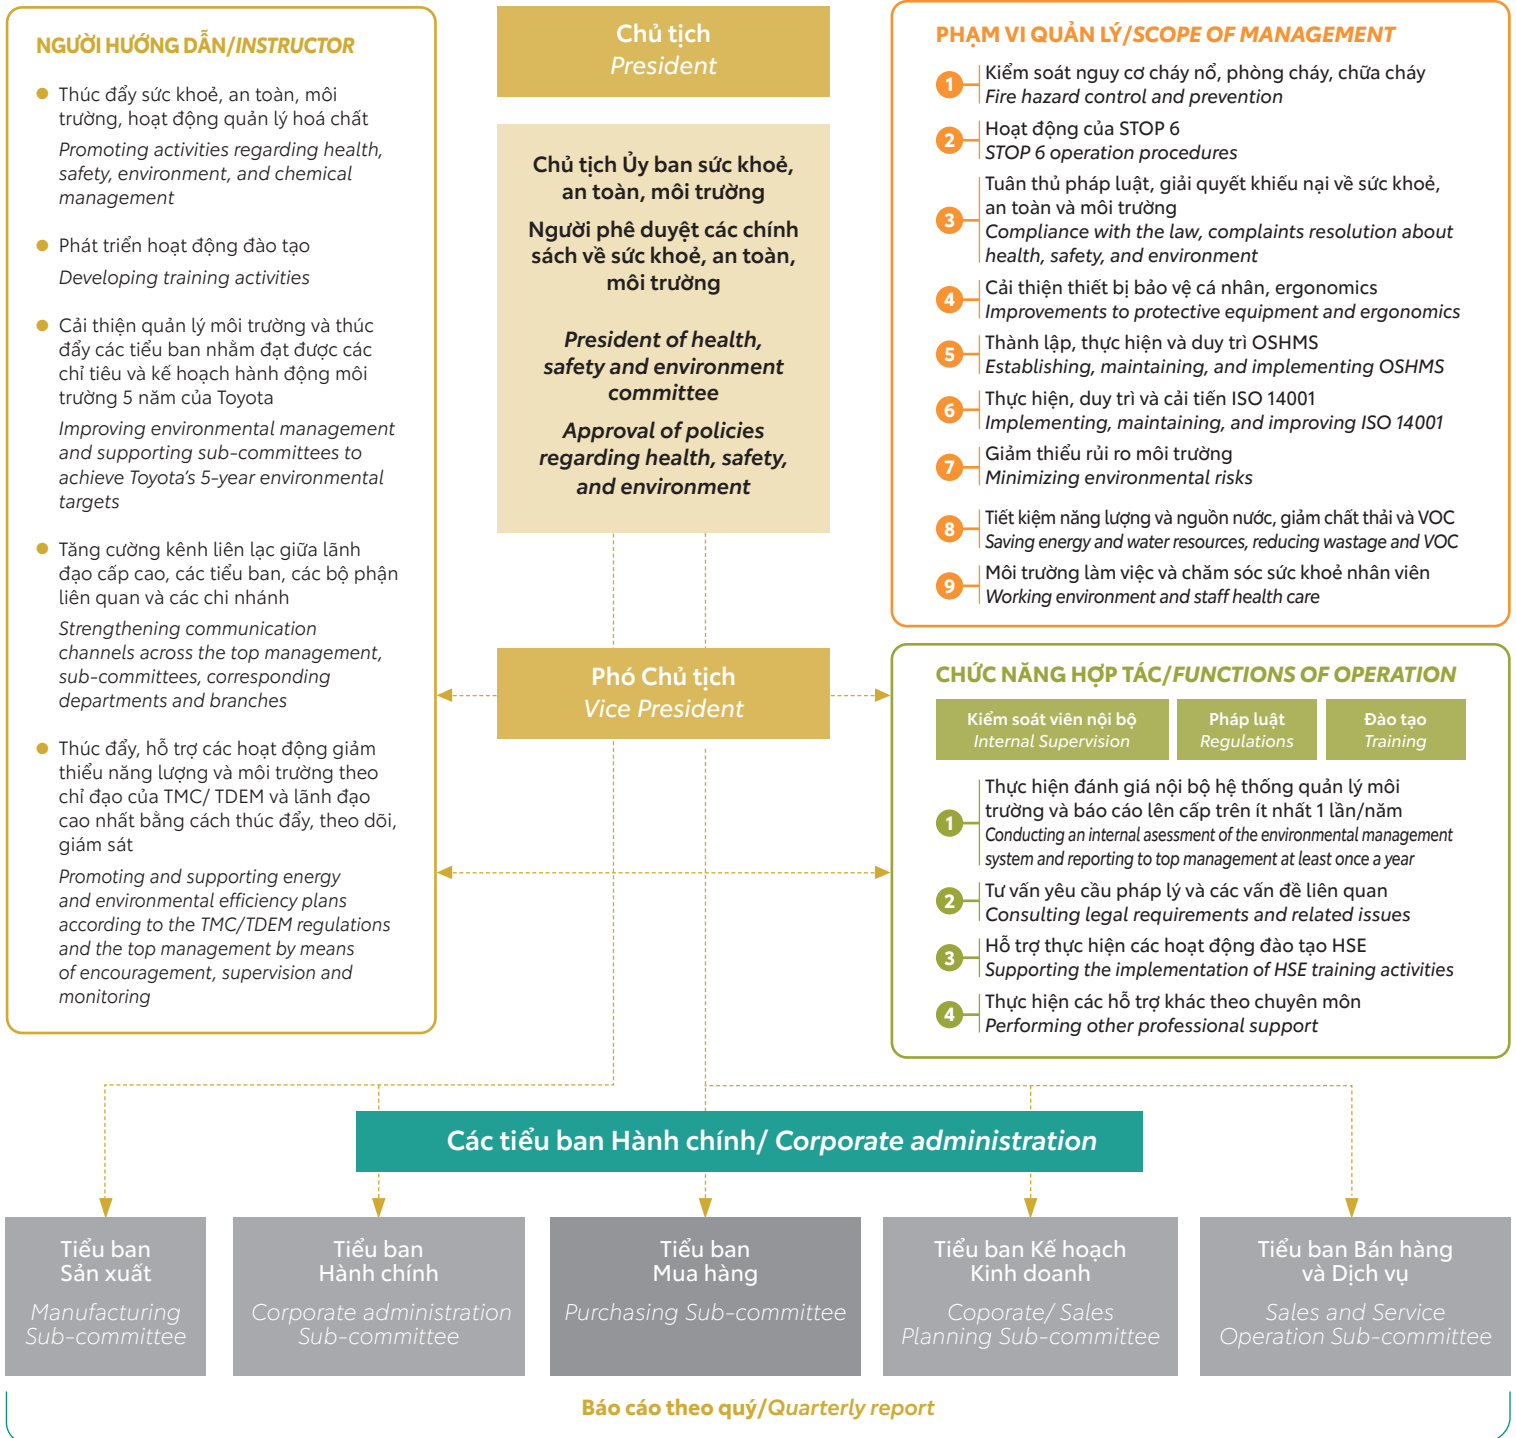 NGƯỜI HƯỚNG DẪN/INSTRUCTOR
Thúc đẩy sức khoẻ, an toàn, môi
trường, hoạt động quản lý hoá chất
Promoting activities regarding health,
safety, environment, and chemical
management
Phát triển hoạt động đào tạo
Developing training activities
Cải thiện quản lý môi trường và thúc
đẩy các tiểu ban nhằm đạt được các
chỉ tiêu và kế hoạch hành động môi
trường 5 năm của Toyota
Improving environmental management
and supporting sub-committees to
achieve Toyota's 5-year environmental
targets
Tăng cường kênh liên lạc giữa lãnh
đạo cấp cao, các tiểu ban, các bộ phận
liên quan và các chi nhánh
Strengthening communication
channels across the top management,
sub-committees, corresponding
departments and branches
Thúc đẩy, hỗ trợ các hoạt động giảm
thiểu năng lượng và môi trường theo
chỉ đạo của TMC/ TDEM và lãnh đạo
cao nhất bằng cách thúc đẩy, theo dõi,
giám sát
Promoting and supporting energy
and environmental efficiency plans
according to the TMC/TDEM regulations
and the top management by means
of encouragement, supervision and
monitoring
Chủ tịch
President
Chủ tịch Ủy ban sức khoẻ,
an toàn, môi trường
Người phê duyệt các chính
sách về sức khoẻ, an toàn,
môi trường
President of health,
safety and environment
committee
Approval of policies
regarding health, safety,
and environment
Phó Chủ tịch
Vice President
PHẠM VI QUẢN LÝ/SCOPE OF MANAGEMENT
1 Kiểm soát nguy cơ cháy nổ, phòng cháy, chữa cháy
Fire hazard control and prevention
2 Hoạt động của STOP 6
STOP 6 operation procedures
3 Tuân thủ pháp luật, giải quyết khiếu nại về sức khoẻ,
an toàn và môi trường
Compliance with the law, complaints resolution about
health, safety, and environment
4 Cải thiện thiết bị bảo vệ cá nhân, ergonomics
Improvements to protective equipment and ergonomics
5 Thành lập, thực hiện và duy trì OSHMS
Establishing, maintaining, and implementing OSHMS
6 Thực hiện, duy trì và cải tiến ISO 14001
Implementing, maintaining, and improving ISO 14001
7 Giảm thiểu rủi ro môi trường
Minimizing environmental risks
8 Tiết kiệm năng lượng và nguồn nước, giảm chất thải và VOC
Saving energy and water resources, reducing wastage and VOC
9 Môi trường làm việc và chăm sóc sức khoẻ nhân viên
Working environment and staff health care
CHỨC NĂNG HỢP TÁC/FUNCTIONS OF OPERATION
Kiểm soát viên nội bộ
Internal Supervision
Pháp luật
Regulations
Đào tạo
Training
1 Thực hiện đánh giá nội bộ hệ thống quản lý môi
trường và báo cáo lên cấp trên ít nhất 1 lần/năm
Conducting an internal asessment of the environmental management
system and reporting to top management at least once a year
2 Tư vấn yêu cầu pháp lý và các vấn đề liên quan
Consulting legal requirements and related issues
3 Hỗ trợ thực hiện các hoạt động đào tạo HSE
Supporting the implementation of HSE training activities
4 Thực hiện các hỗ trợ khác theo chuyên môn
Performing other professional support
Các tiểu ban Hành chính/ Corporate administration
Tiểu ban
Sản xuất
Manufacturing
Sub-committee
Tiểu ban
Hành chính
Corporate administration
Sub-committee
Tiểu ban
Mua hàng
Purchasing Sub-committee
Tiểu ban Kế hoạch
Kinh doanh
Coporate/ Sales
Planning Sub-committee
Tiểu ban Bán hàng
và Dịch vụ
Sales and Service
Operation Sub-committee
Báo cáo theo quý/Quarterly report